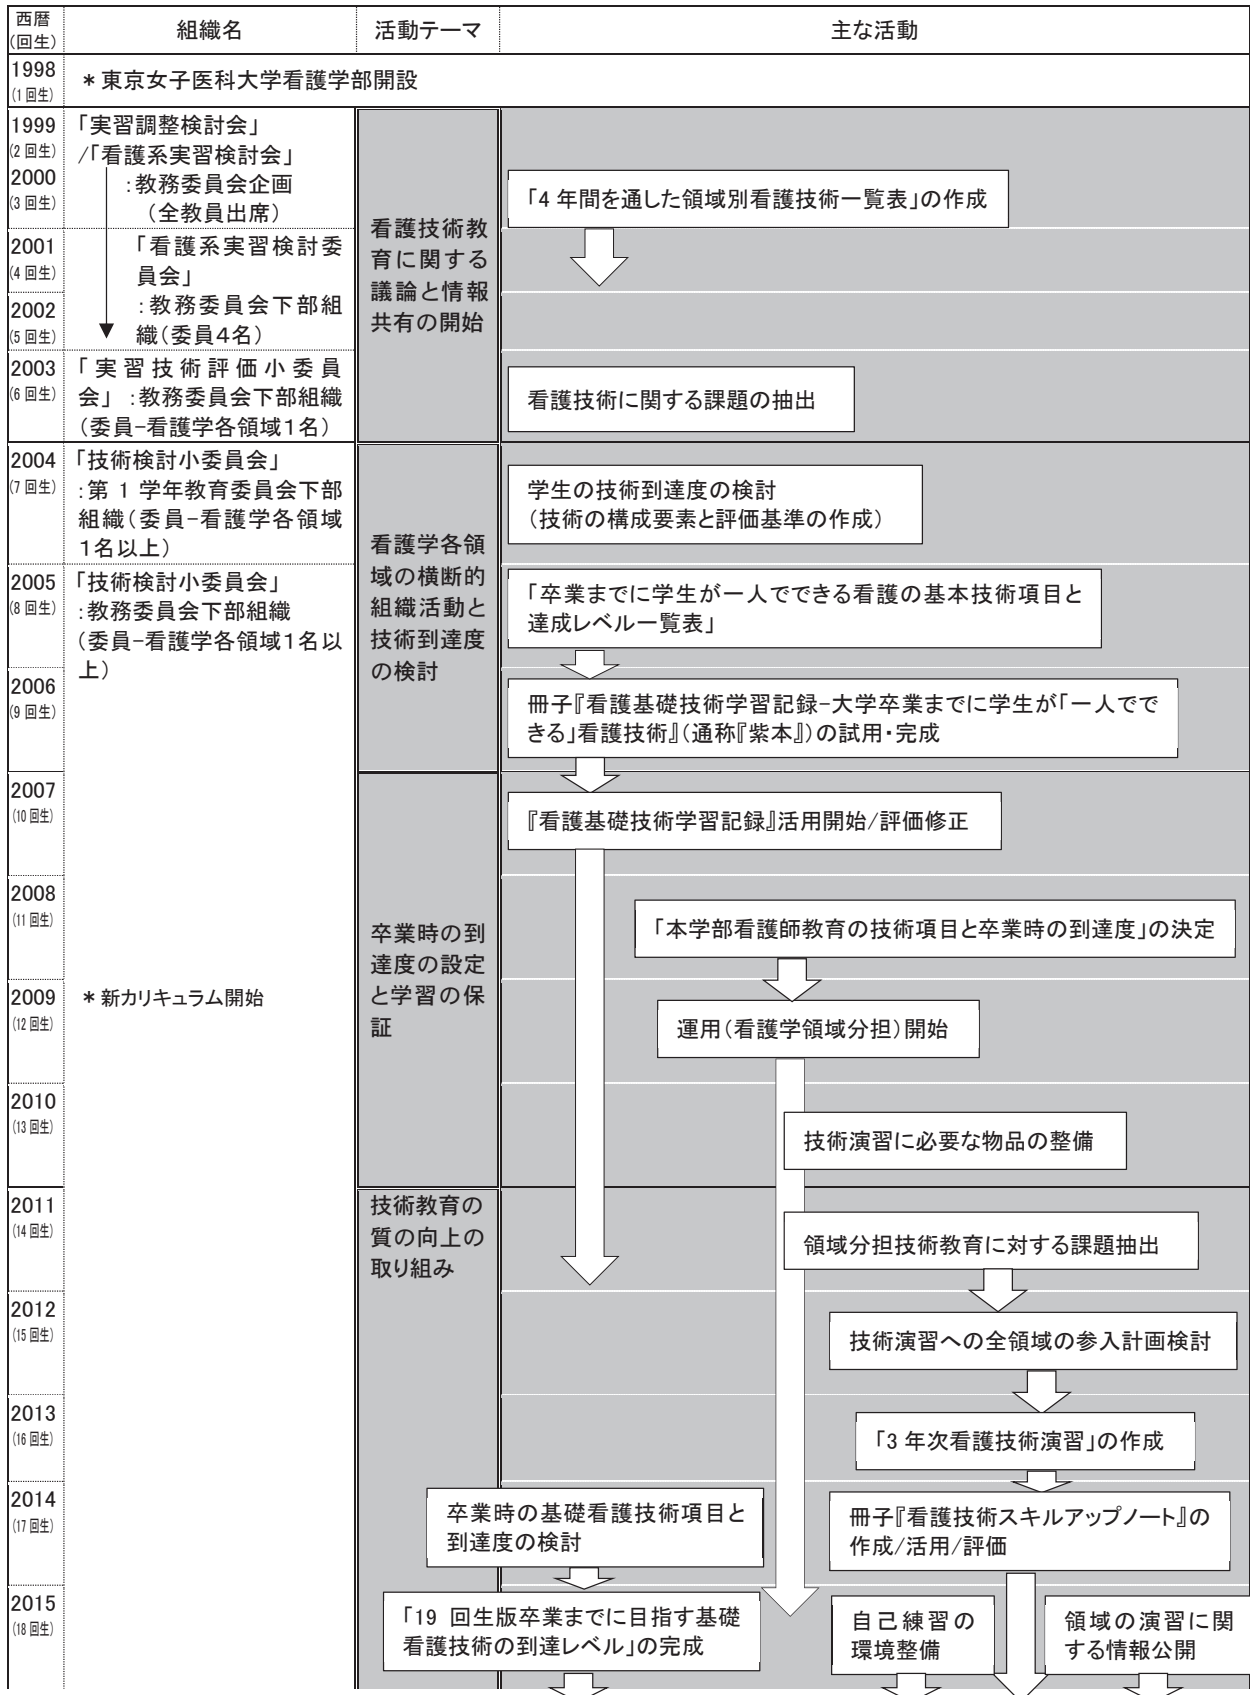 西暦
(回生)
組織名
活動テーマ
主な活動
1998
(1回生)
＊東京女子医科大学看護学部開設
1999
(2回生)
2000
(3回生)
「実習調整検討会」
/「看護系実習検討会」
:教務委員会企画
(全教員出席)
2001
(4回生)
2002
(5回生)
「看護系実習検討委
員会」
:教務委員会下部組
織(委員4名)
2003
(6回生)
「実習技術評価小委員
会」:教務委員会下部組織
(委員-看護学各領域1名)
看護技術教
育に関する
議論と情報
共有の開始
「4年間を通した領域別看護技術一覧表」の作成
看護技術に関する課題の抽出
2004
(7回生)
「技術検討小委員会」
:第1学年教育委員会下部
組織(委員-看護学各領域
1名以上)
2005
(8回生)
「技術検討小委員会」
:教務委員会下部組織
(委員-看護学各領域1名以
上)
2006
(9回生)
看護学各領
域の横断的
組織活動と
技術到達度
の検討
学生の技術到達度の検討
(技術の構成要素と評価基準の作成)
「卒業までに学生が一人でできる看護の基本技術項目と
達成レベル一覧表」
冊子『看護基礎技術学習記録-大学卒業までに学生が「一人でで
きる」看護技術』(通称『紫本』)の試用・完成
2007
(10回生)
『看護基礎技術学習記録』活用開始/評価修正
2008
(11回生)
「本学部看護師教育の技術項目と卒業時の到達度」の決定
卒業時の到
達度の設定
と学習の保
証
2009
(12回生)
＊新カリキュラム開始
運用(看護学領域分担)開始
2010
(13回生)
技術演習に必要な物品の整備
2011
(14回生)
技術教育の
質の向上の
取り組み
領域分担技術教育に対する課題抽出
2012
(15回生)
技術演習への全領域の参入計画検討
2013
(16回生)
「3年次看護技術演習」の作成
2014
(17回生)
卒業時の基礎看護技術項目と
到達度の検討
冊子『看護技術スキルアップノート』の
作成/活用/評価
2015
(18回生)
「19 回生版卒業までに目指す基礎
看護技術の到達レベル」の完成
自己練習の
環境整備
領域の演習に関
する情報公開